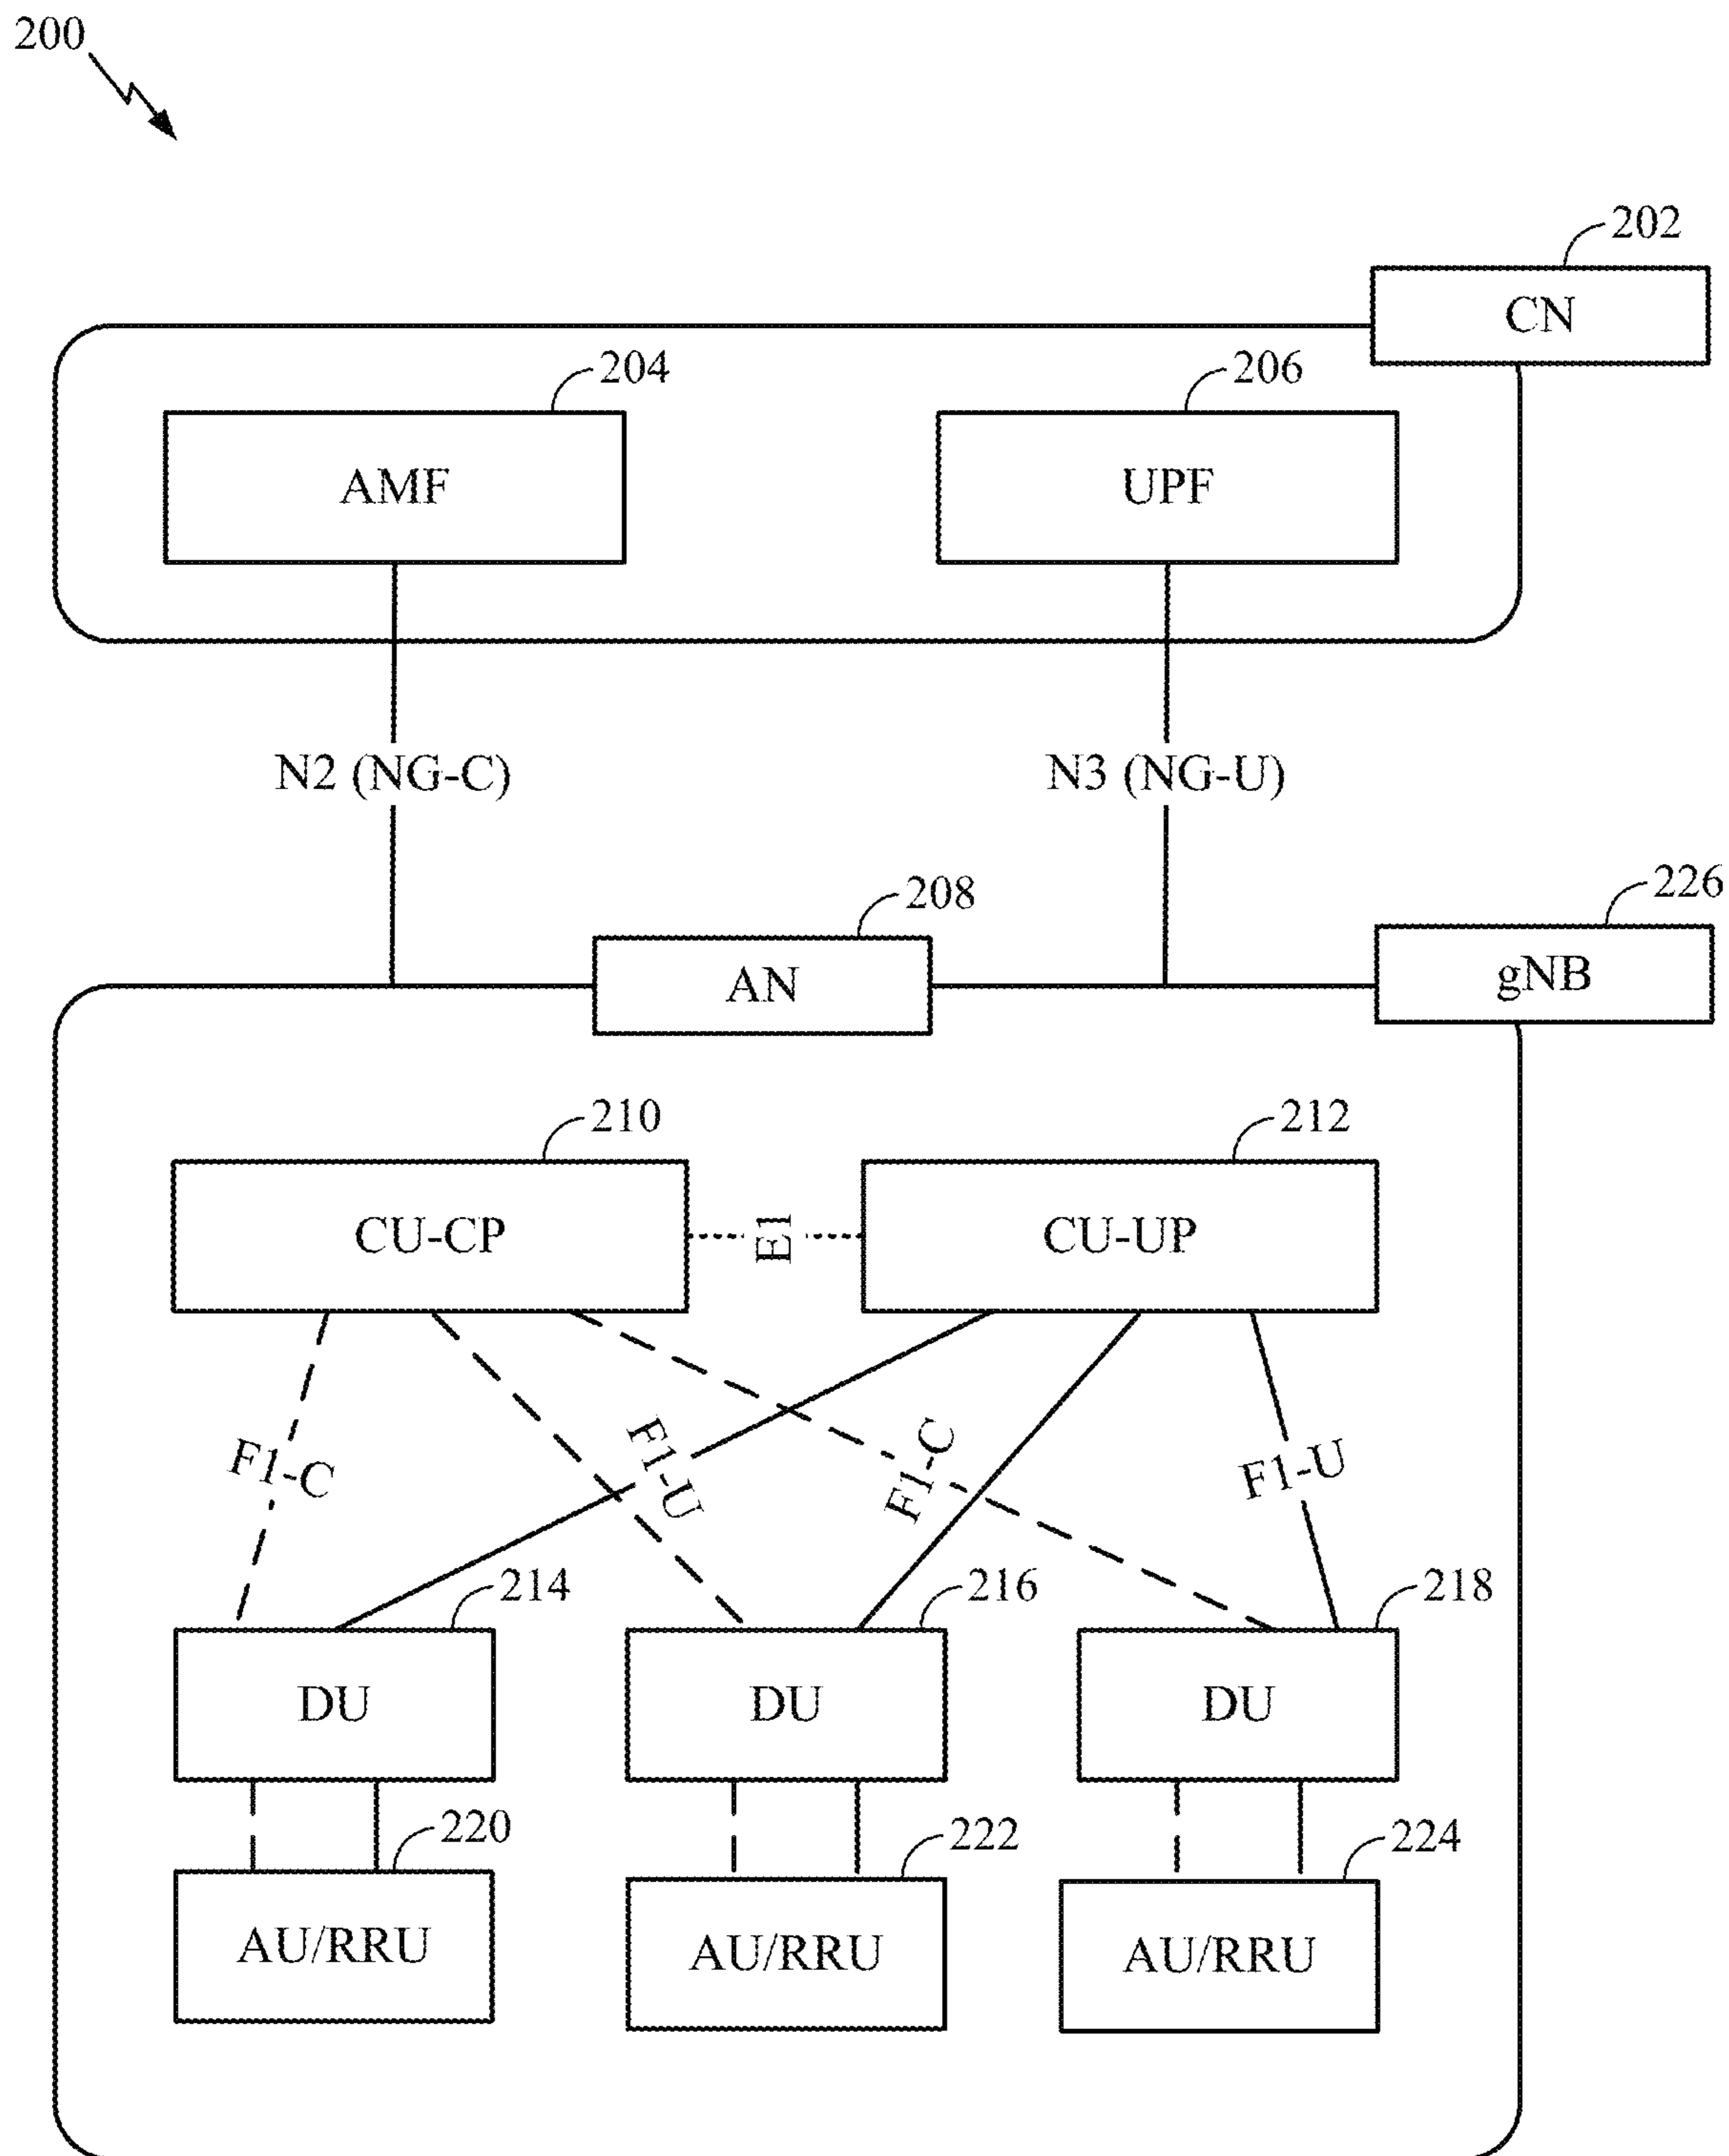 200
202
CN
204
206
AMF
UPF
N2 (NG-C)
N3 (NG-U)
208
226
AN
gNB
210
212
CU-CP
E1
CU-UP
F1-C
F1-U
F1-C
F1-U
214
216
218
DU
DU
DU
220
222
224
AU/RRU
AU/RRU
AU/RRU